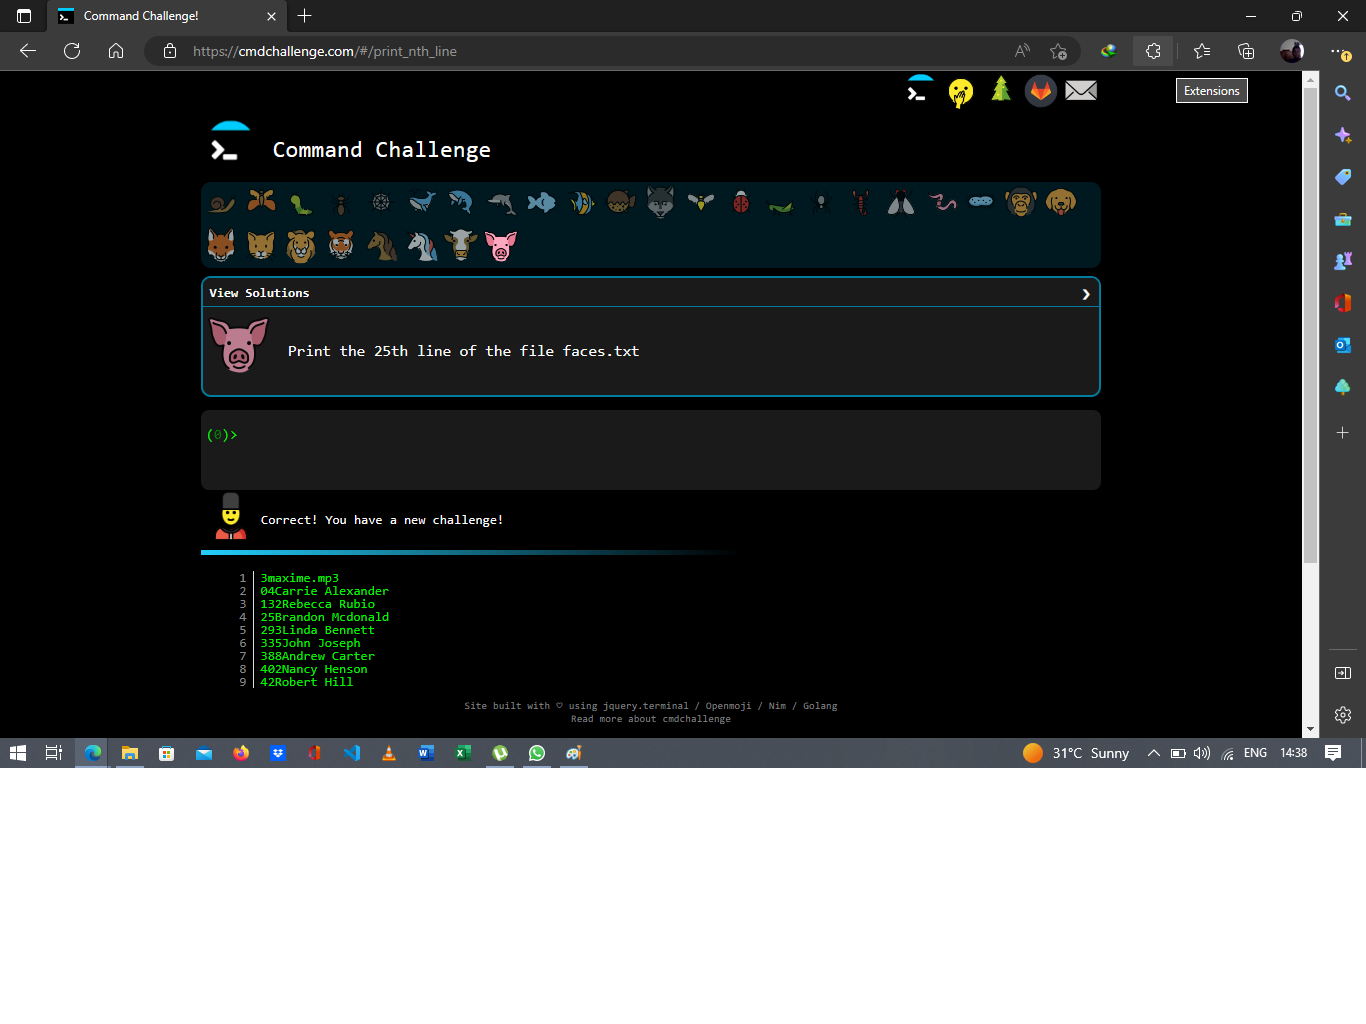 Command Challenge!
https://cmdchallenge.com/#/print_nth_line
Extensions
Command Challenge
View Solutions
Print the 25th line of the file faces.txt
(0)>
Correct! You have a new challenge!
1 3maxime.mp3
2 04Carrie Alexander
3 132Rebecca Rubio
4 25Brandon Mcdonald
5 293Linda Bennett
6 335John Joseph
7 388Andrew Carter
8 402Nancy Henson
9 42Robert Hill
Site built with ♡ using jquery.terminal / Openmoji / Nim / Golang
Read more about cmdchallenge
31°C Sunny
ENG
14:38